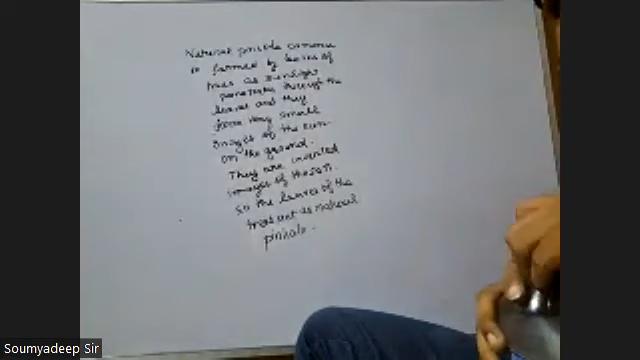 Natural pinhole camera
is formed by leaves of
trees as sunlight
penetrates through the
leaves and they
form very small
images of the sun
on the ground.
They are inverted
images of the sun.
So the leaves of the
trees act as natural
pinhole.
Soumyadeep Sir